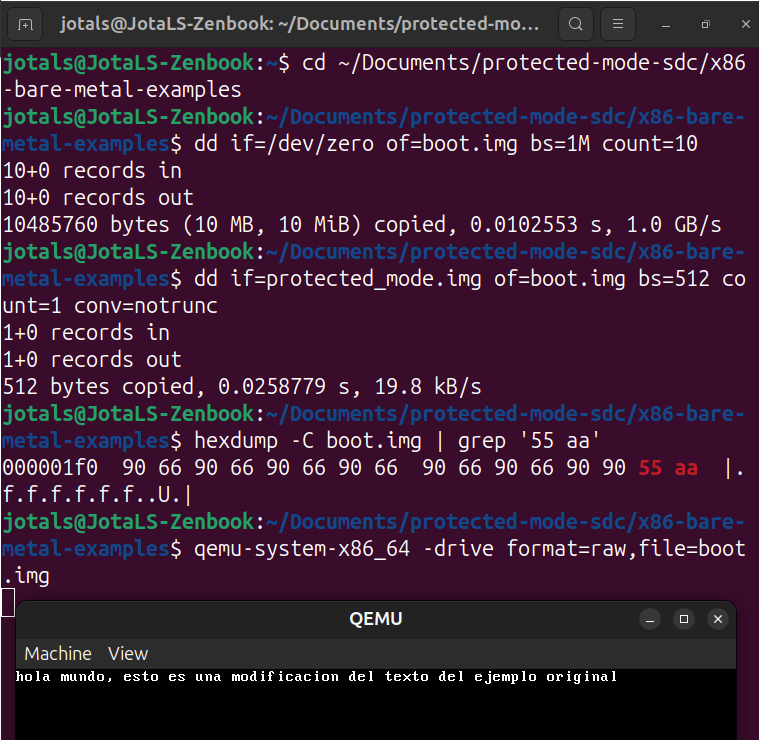 jotals@JotaLS-Zenbook: ~/Documents/protected-mo...
jotals@JotaLS-Zenbook:~$ cd ~/Documents/protected-mode-sdc/x86
-bare-metal-examples
jotals@JotaLS-Zenbook:~/Documents/protected-mode-sdc/x86-bare-
metal-examples$ dd if=/dev/zero of=boot.img bs=1M count=10
10+0 records in
10+0 records out
10485760 bytes (10 MB, 10 MiB) copied, 0.0102553 s, 1.0 GB/s
jotals@JotaLS-Zenbook:~/Documents/protected-mode-sdc/x86-bare-
metal-examples$ dd if=protected_mode.img of=boot.img bs=512 co
unt=1 conv=notrunc
1+0 records in
1+0 records out
512 bytes copied, 0.0258779 s, 19.8 kB/s
jotals@JotaLS-Zenbook:~/Documents/protected-mode-sdc/x86-bare-
metal-examples$ hexdump -C boot.img | grep '55 aa'
000001f0  90 66 90 66 90 66 90 66  90 66 90 66 90 90 55 aa  |.
f.f.f.f.f.f..U.|
jotals@JotaLS-Zenbook:~/Documents/protected-mode-sdc/x86-bare-
metal-examples$ qemu-system-x86_64 -drive format=raw,file=boot
.img
QEMU
Machine View
hola mundo, esto es una modificacion del texto del ejemplo original